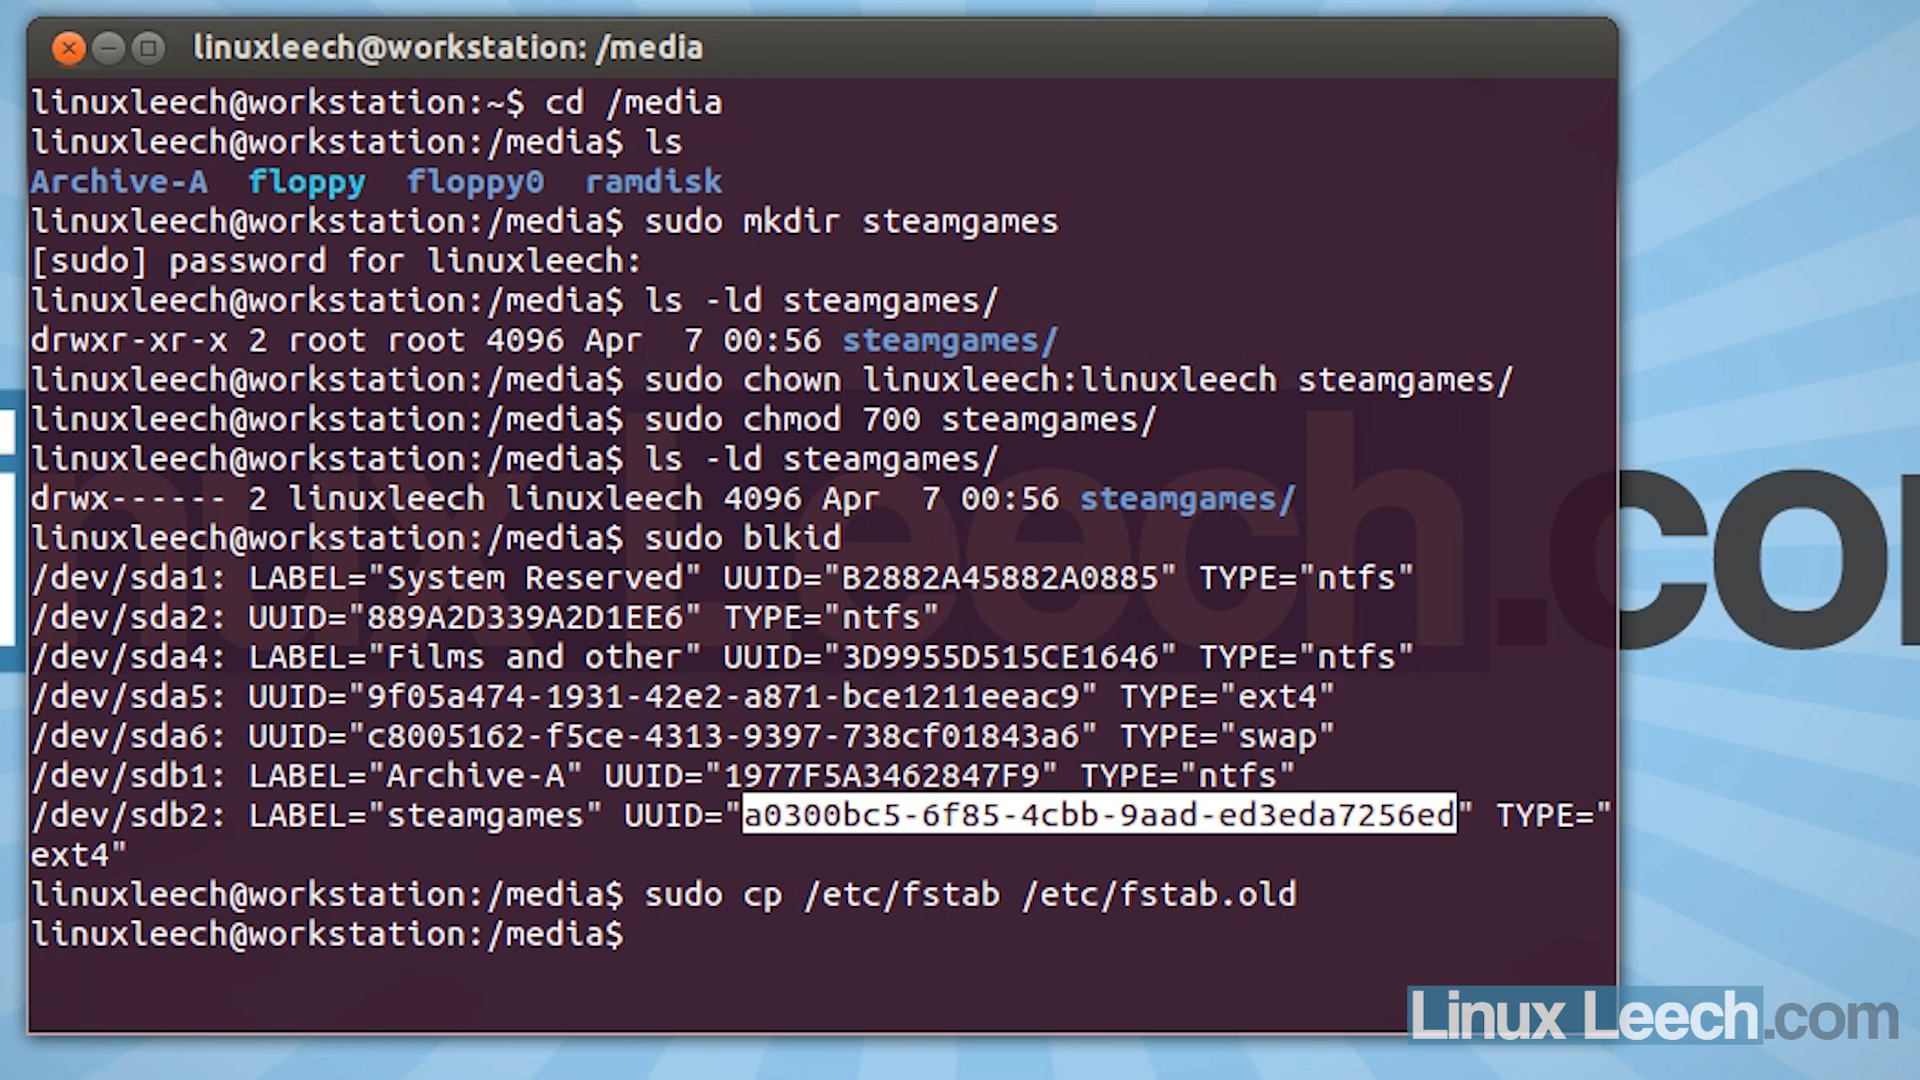 linuxleech@workstation: /media
linuxleech@workstation:~$ cd /media
linuxleech@workstation:/media$ ls
Archive-A  floppy  floppy0  ramdisk
linuxleech@workstation:/media$ sudo mkdir steamgames
[sudo] password for linuxleech:
linuxleech@workstation:/media$ ls -ld steamgames/
drwxr-xr-x 2 root root 4096 Apr  7 00:56 steamgames/
linuxleech@workstation:/media$ sudo chown linuxleech:linuxleech steamgames/
linuxleech@workstation:/media$ sudo chmod 700 steamgames/
linuxleech@workstation:/media$ ls -ld steamgames/
drwx------ 2 linuxleech linuxleech 4096 Apr  7 00:56 steamgames/
linuxleech@workstation:/media$ sudo blkid
/dev/sda1: LABEL="System Reserved" UUID="B2882A45882A0885" TYPE="ntfs"
/dev/sda2: UUID="889A2D339A2D1EE6" TYPE="ntfs"
/dev/sda4: LABEL="Films and other" UUID="3D9955D515CE1646" TYPE="ntfs"
/dev/sda5: UUID="9f05a474-1931-42e2-a871-bce1211eeac9" TYPE="ext4"
/dev/sda6: UUID="c8005162-f5ce-4313-9397-738cf01843a6" TYPE="swap"
/dev/sdb1: LABEL="Archive-A" UUID="1977F5A3462847F9" TYPE="ntfs"
/dev/sdb2: LABEL="steamgames" UUID="a0300bc5-6f85-4cbb-9aad-ed3eda7256ed" TYPE="
ext4"
linuxleech@workstation:/media$ sudo cp /etc/fstab /etc/fstab.old
linuxleech@workstation:/media$
Linux Leech.com